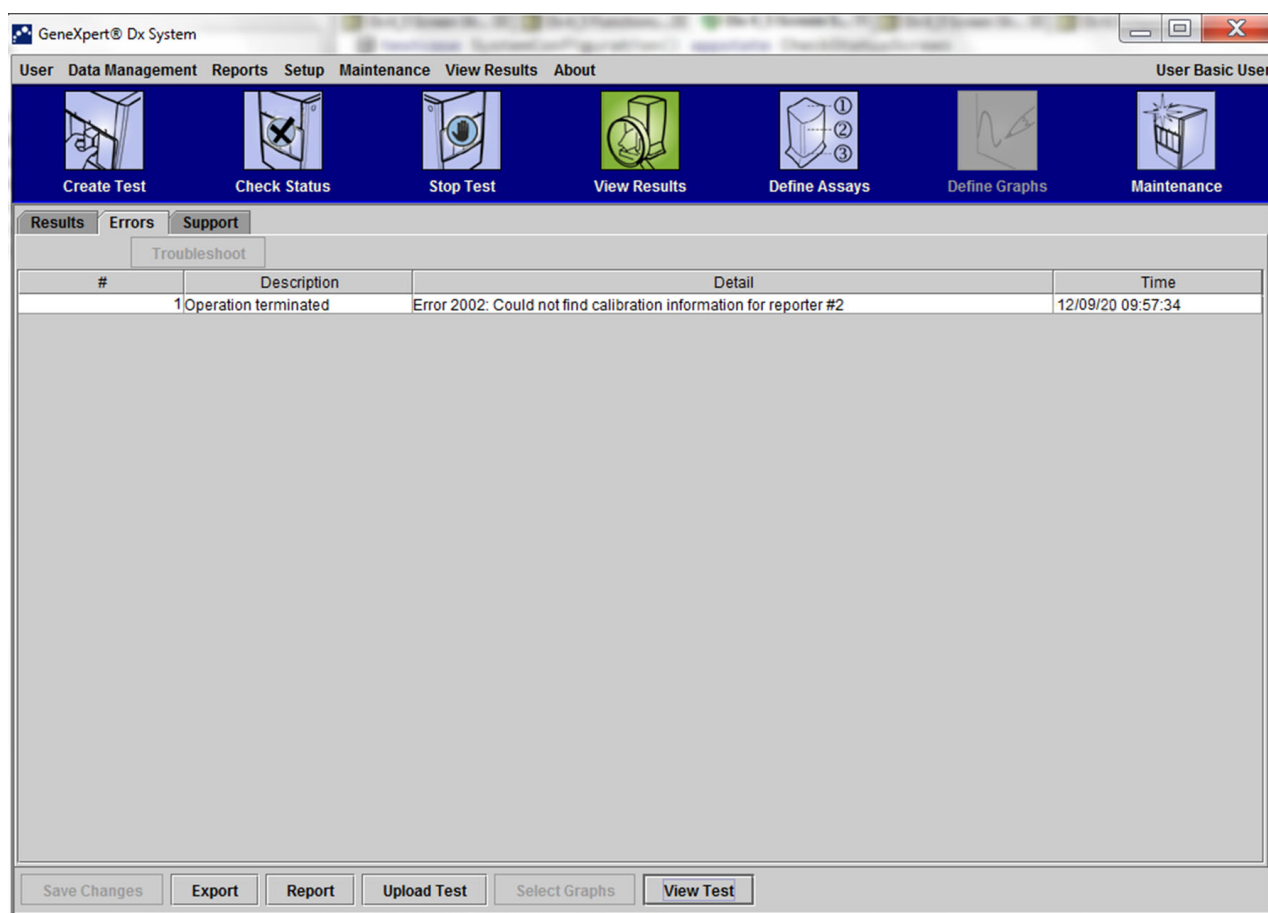 GeneXpert® Dx System
User Data Management Reports Setup Maintenance View Results About User Basic User
① ② ③
Create Test Check Status Stop Test View Results Define Assays Define Graphs Maintenance
Results Errors Support
Troubleshoot
# Description Detail Time
1 Operation terminated Error 2002: Could not find calibration information for reporter #2 12/09/20 09:57:34
Save Changes Export Report Upload Test Select Graphs View Test